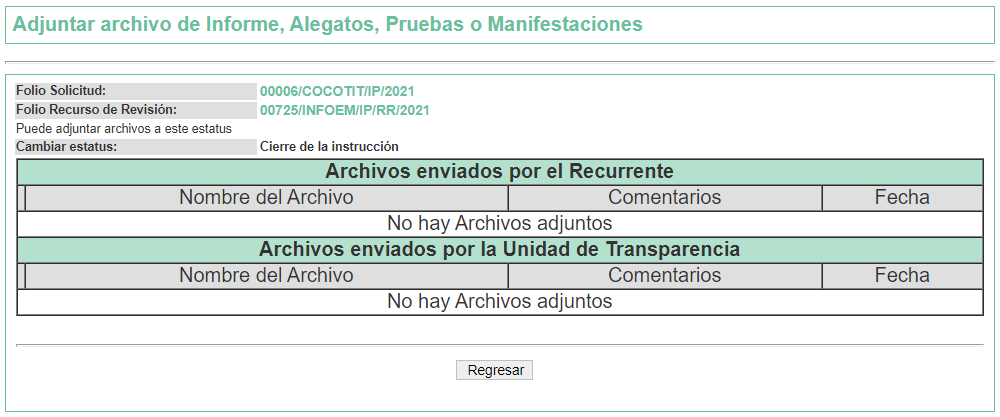 Adjuntar archivo de Informe, Alegatos, Pruebas o Manifestaciones
Folio Solicitud: 00006/COCOTIT/IP/2021
Folio Recurso de Revisión: 00725/INFOEM/IP/RR/2021
Puede adjuntar archivos a este estatus
Cambiar estatus: Cierre de la instrucción
Archivos enviados por el Recurrente
Nombre del Archivo Comentarios Fecha
No hay Archivos adjuntos
Archivos enviados por la Unidad de Transparencia
Nombre del Archivo Comentarios Fecha
No hay Archivos adjuntos
Regresar